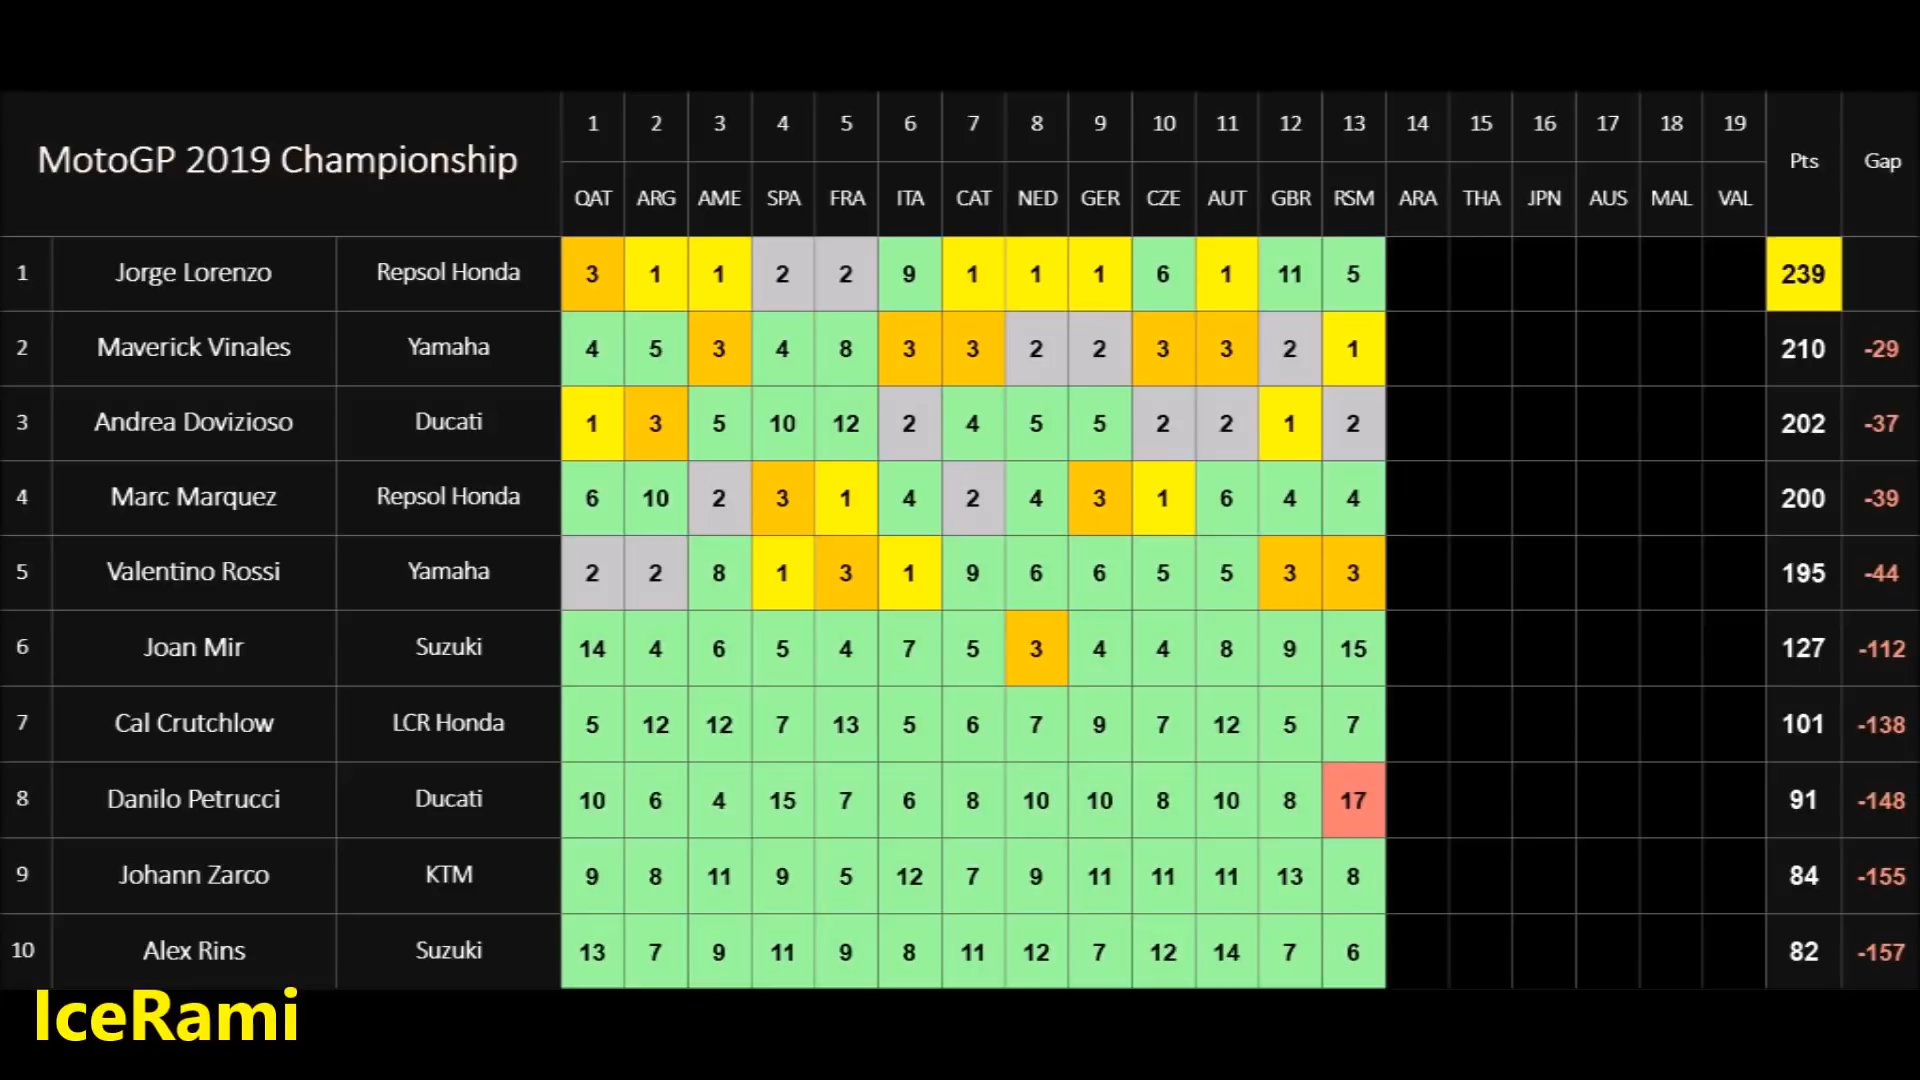 1 2 3 4 5 6 7 8 9 10 11 12 13 14 15 16 17 18 19
MotoGP 2019 Championship Pts Gap
QAT ARG AME SPA FRA ITA CAT NED GER CZE AUT GBR RSM ARA THA JPN AUS MAL VAL
1 Jorge Lorenzo Repsol Honda 3 1 1 2 2 9 1 1 1 6 1 11 5 239
2 Maverick Vinales Yamaha 4 5 3 4 8 3 3 2 2 3 3 2 1 210 -29
3 Andrea Dovizioso Ducati 1 3 5 10 12 2 4 5 5 2 2 1 2 202 -37
4 Marc Marquez Repsol Honda 6 10 2 3 1 4 2 4 3 1 6 4 4 200 -39
5 Valentino Rossi Yamaha 2 2 8 1 3 1 9 6 6 5 5 3 3 195 -44
6 Joan Mir Suzuki 14 4 6 5 4 7 5 3 4 4 8 9 15 127 -112
7 Cal Crutchlow LCR Honda 5 12 12 7 13 5 6 7 9 7 12 5 7 101 -138
8 Danilo Petrucci Ducati 10 6 4 15 7 6 8 10 10 8 10 8 17 91 -148
9 Johann Zarco KTM 9 8 11 9 5 12 7 9 11 11 11 13 8 84 -155
10 Alex Rins Suzuki 13 7 9 11 9 8 11 12 7 12 14 7 6 82 -157
IceRami